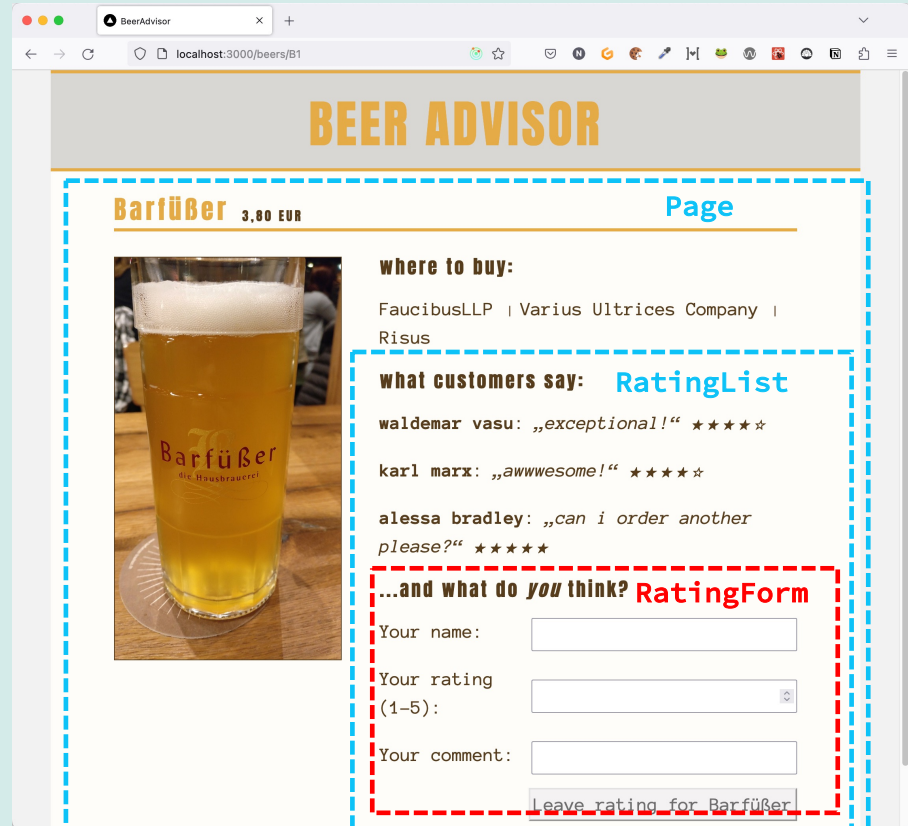 BeerAdvisor
localhost:3000/beers/B1
BEER ADVISOR
Barfüßer 3,80 EUR
Page
where to buy:
FaucibusLLP | Varius Ultrices Company |
Risus
what customers say:
RatingList
waldemar vasu: „exceptional!“ ★★★★☆
karl marx: „awwwesome!“ ★★★★☆
alessa bradley: „can i order another
please?“ ★★★★★
Barfüßer
die Hausbrauerei
...and what do you think?
RatingForm
Your name:
Your rating
(1-5):
Your comment:
Leave rating for Barfüßer